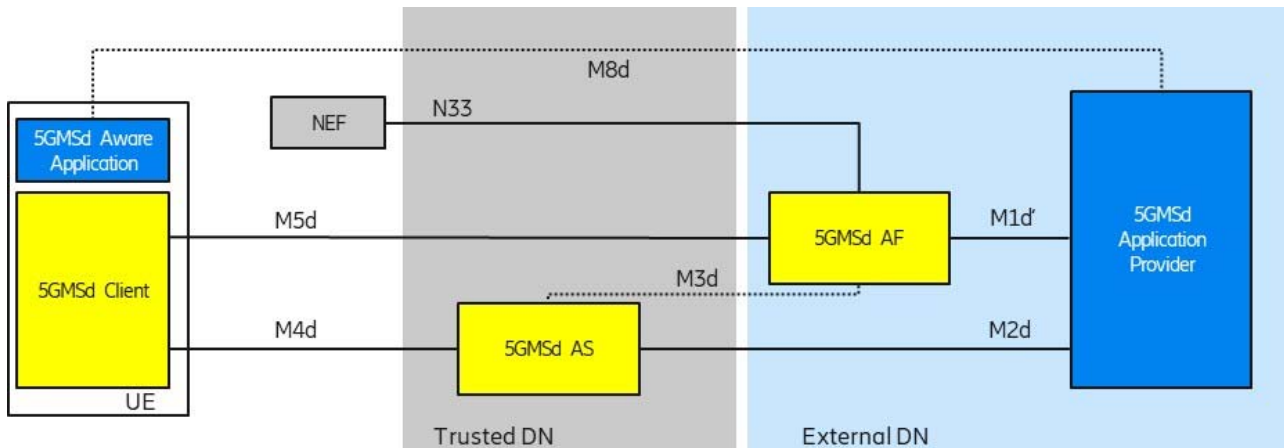 M8d
NEF
N33
5GMSd Aware
Application
M5d
5GMSd AF
M1d'
5GMSd
Application
Provider
5GMSd Client
M3d
M4d
5GMSd AS
M2d
UE
Trusted DN
External DN